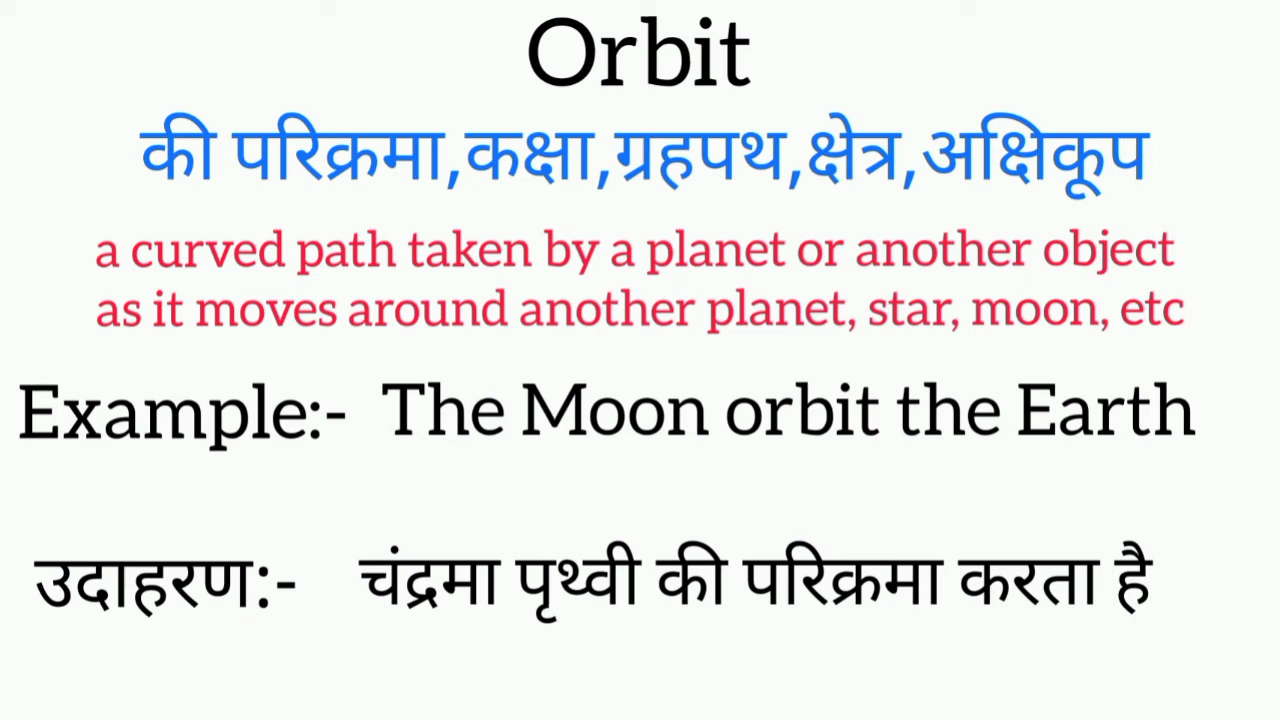 Orbit
की परिक्रमा,कक्षा,ग्रहपथ,क्षेत्र,अक्षिकूप
a curved path taken by a planet or another object
as it moves around another planet, star, moon, etc
Example:- The Moon orbit the Earth
उदाहरण:- चंद्रमा पृथ्वी की परिक्रमा करता है